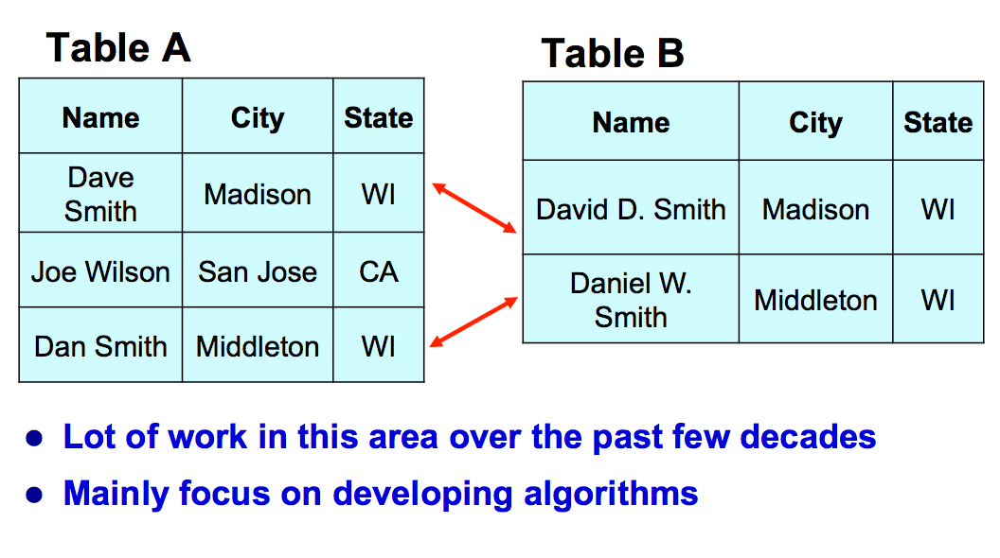 Table A
Name City State
Dave
Smith Madison WI
Joe Wilson San Jose CA
Dan Smith Middleton WI
Table B
Name City State
David D. Smith Madison WI
Daniel W.
Smith Middleton WI
● Lot of work in this area over the past few decades
● Mainly focus on developing algorithms